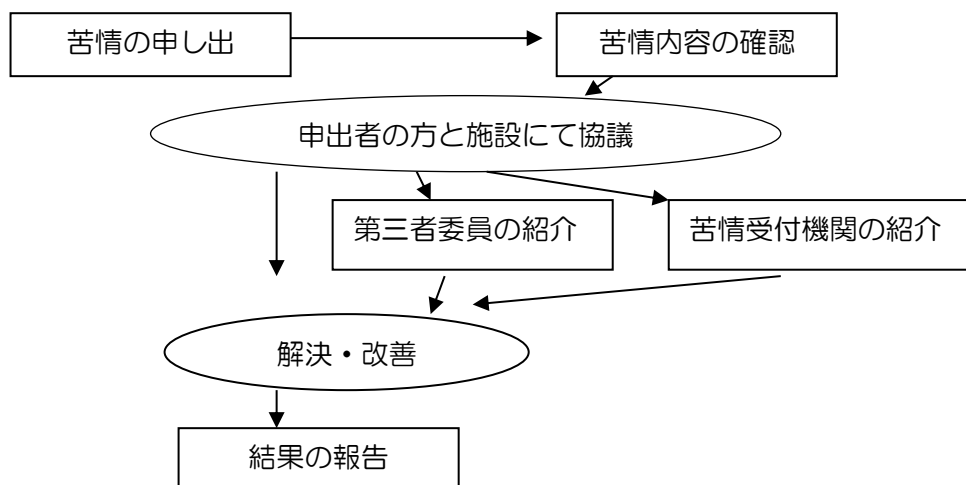 苦情の申し出
苦情内容の確認
申出者の方と施設にて協議
第三者委員の紹介
苦情受付機関の紹介
解決・改善
結果の報告